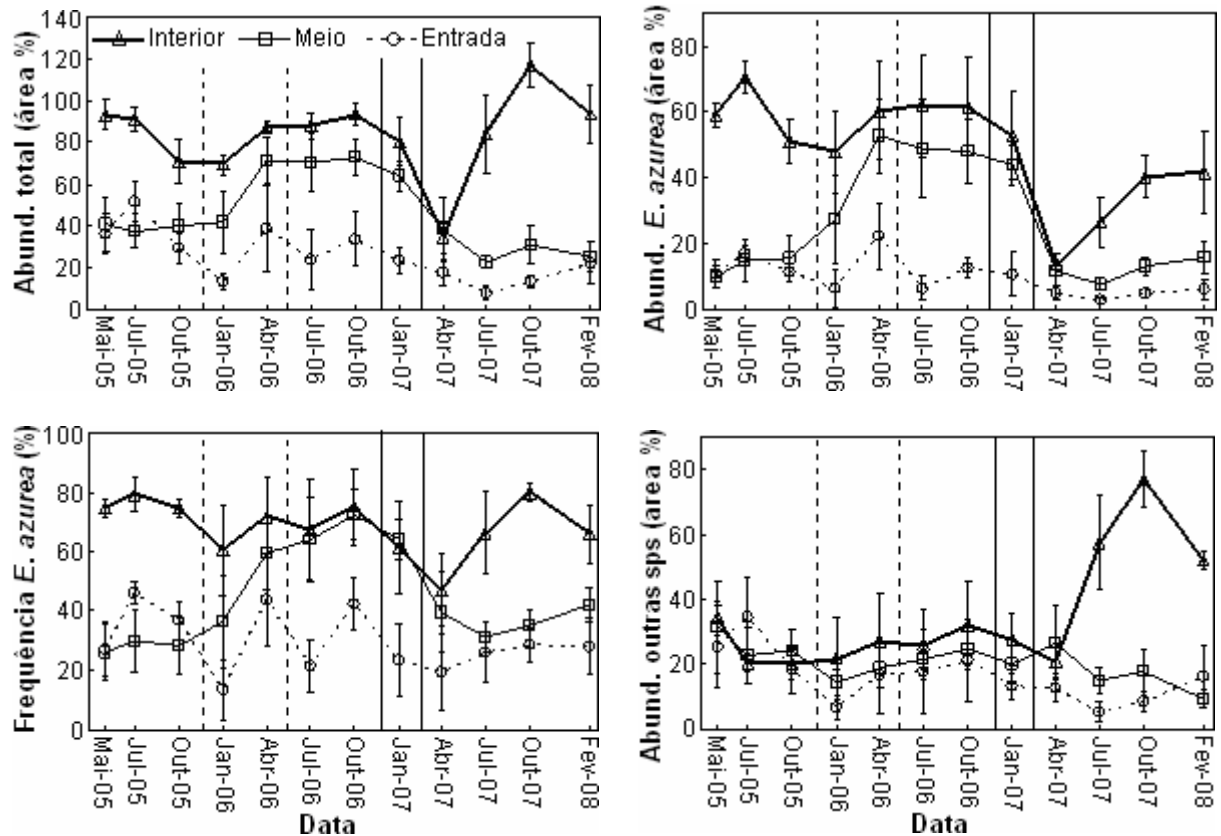 Abund. total (área %)
140
120
100
80
60
40
20
0
Interior Meio Entrada
Mai-05 Jul-05 Out-05 Jan-06 Abr-06 Jul-06 Out-06 Jan-07 Abr-07 Jul-07 Out-07 Fev-08
Abund. E. azurea (área %)
80
60
40
20
0
Mai-05 Jul-05 Out-05 Jan-06 Abr-06 Jul-06 Out-06 Jan-07 Abr-07 Jul-07 Out-07 Fev-08
Frequência E. azurea (%)
100
80
60
40
20
0
Mai-05 Jul-05 Out-05 Jan-06 Abr-06 Jul-06 Out-06 Jan-07 Abr-07 Jul-07 Out-07 Fev-08
Data
Abund. outras sps (area %)
80
60
40
20
0
Mai-05 Jul-05 Out-05 Jan-06 Abr-06 Jul-06 Out-06 Jan-07 Abr-07 Jul-07 Out-07 Fev-08
Data